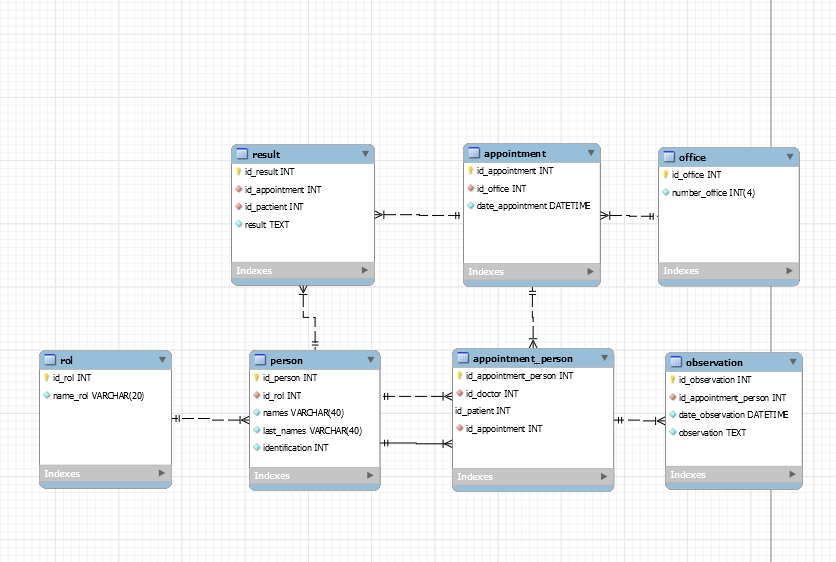 result
id_result INT
id_appointment INT
id_pactient INT
result TEXT
Indexes
appointment
id_appointment INT
id_office INT
date_appointment DATETIME
Indexes
office
id_office INT
number_office INT(4)
Indexes
rol
id_rol INT
name_rol VARCHAR(20)
Indexes
person
id_person INT
id_rol INT
names VARCHAR(40)
last_names VARCHAR(40)
identification INT
Indexes
appointment_person
id_appointment_person INT
id_doctor INT
id_patient INT
id_appointment INT
Indexes
observation
id_observation INT
id_appointment_person INT
date_observation DATETIME
observation TEXT
Indexes